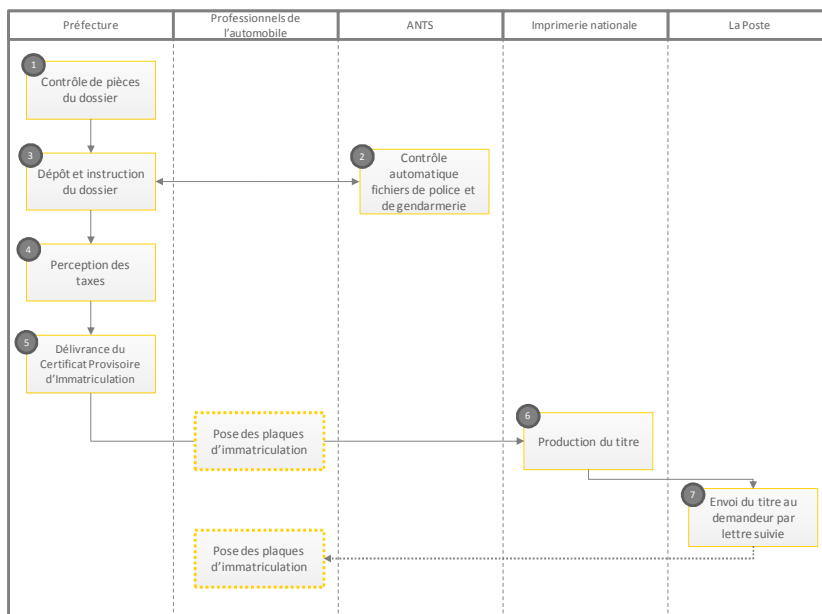 Préfecture
Professionnels de
l'automobile
ANTS
Imprimerie nationale
La Poste
1
Contrôle de pièces
du dossier
3
Dépôt et instruction
du dossier
2
Contrôle
automatique
fichiers de police et
de gendarmerie
4
Perception des
taxes
5
Délivrance du
Certificat Provisoire
d'Immatriculation
Pose des plaques
d'immatriculation
6
Production du titre
7
Envoi du titre au
demandeur par
lettre suivie
Pose des plaques
d'immatriculation